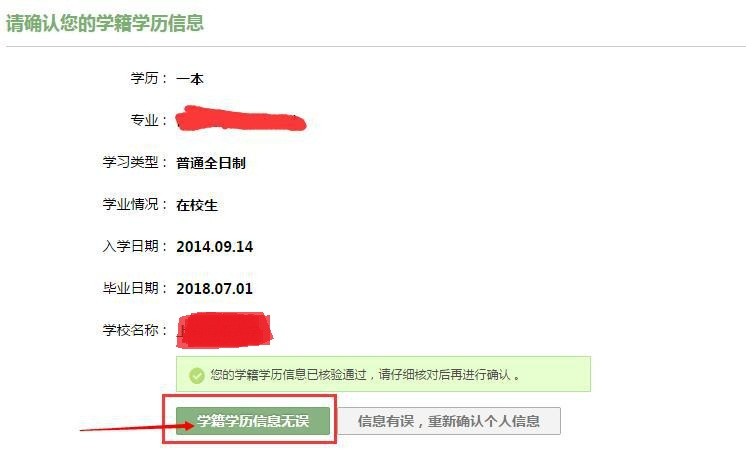 请确认您的学籍学历信息
学历： 一本
专业：
学习类型： 普通全日制
学业情况： 在校生
入学日期： 2014.09.14
毕业日期： 2018.07.01
学校名称：
您的学籍学历信息已核验通过，请仔细核对后再进行确认 。
学籍学历信息无误 信息有误，重新确认个人信息